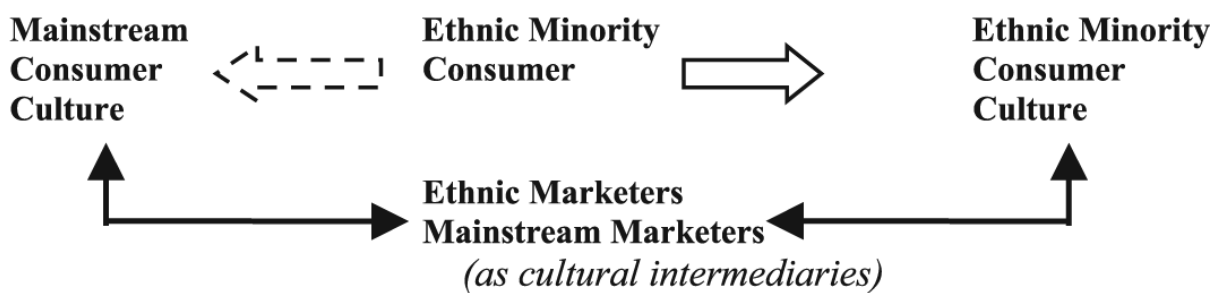 Mainstream
Consumer
Culture
Ethnic Minority
Consumer
Ethnic Minority
Consumer
Culture
Ethnic Marketers
Mainstream Marketers
(as cultural intermediaries)